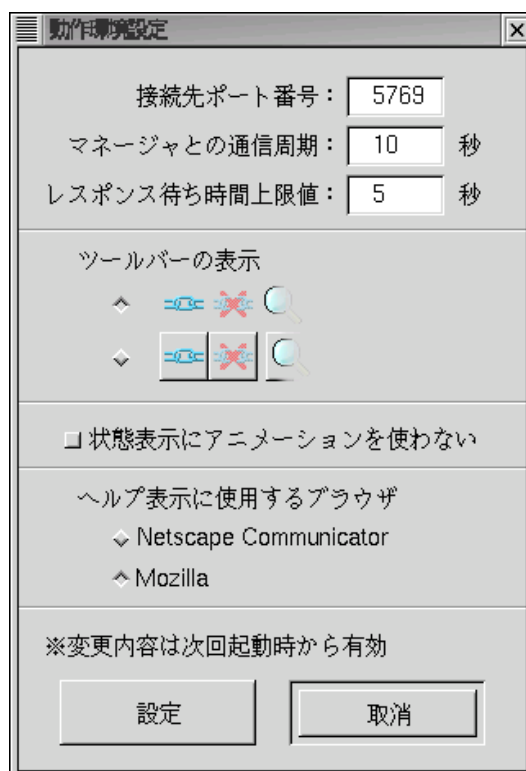 動作環境設定
接続先ポート番号： 5769
マネージャとの通信周期： 10 秒
レスポンス待ち時間上限値： 5 秒
ツールバーの表示
状態表示にアニメーションを使わない
ヘルプ表示に使用するブラウザ
Netscape Communicator
Mozilla
※変更内容は次回起動時から有効
設定 取消